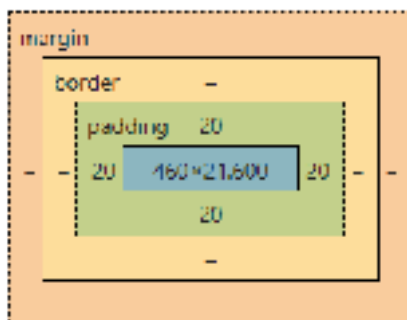 margin
border –
padding 20
– – 20 460×21.600 20 – –
20
–